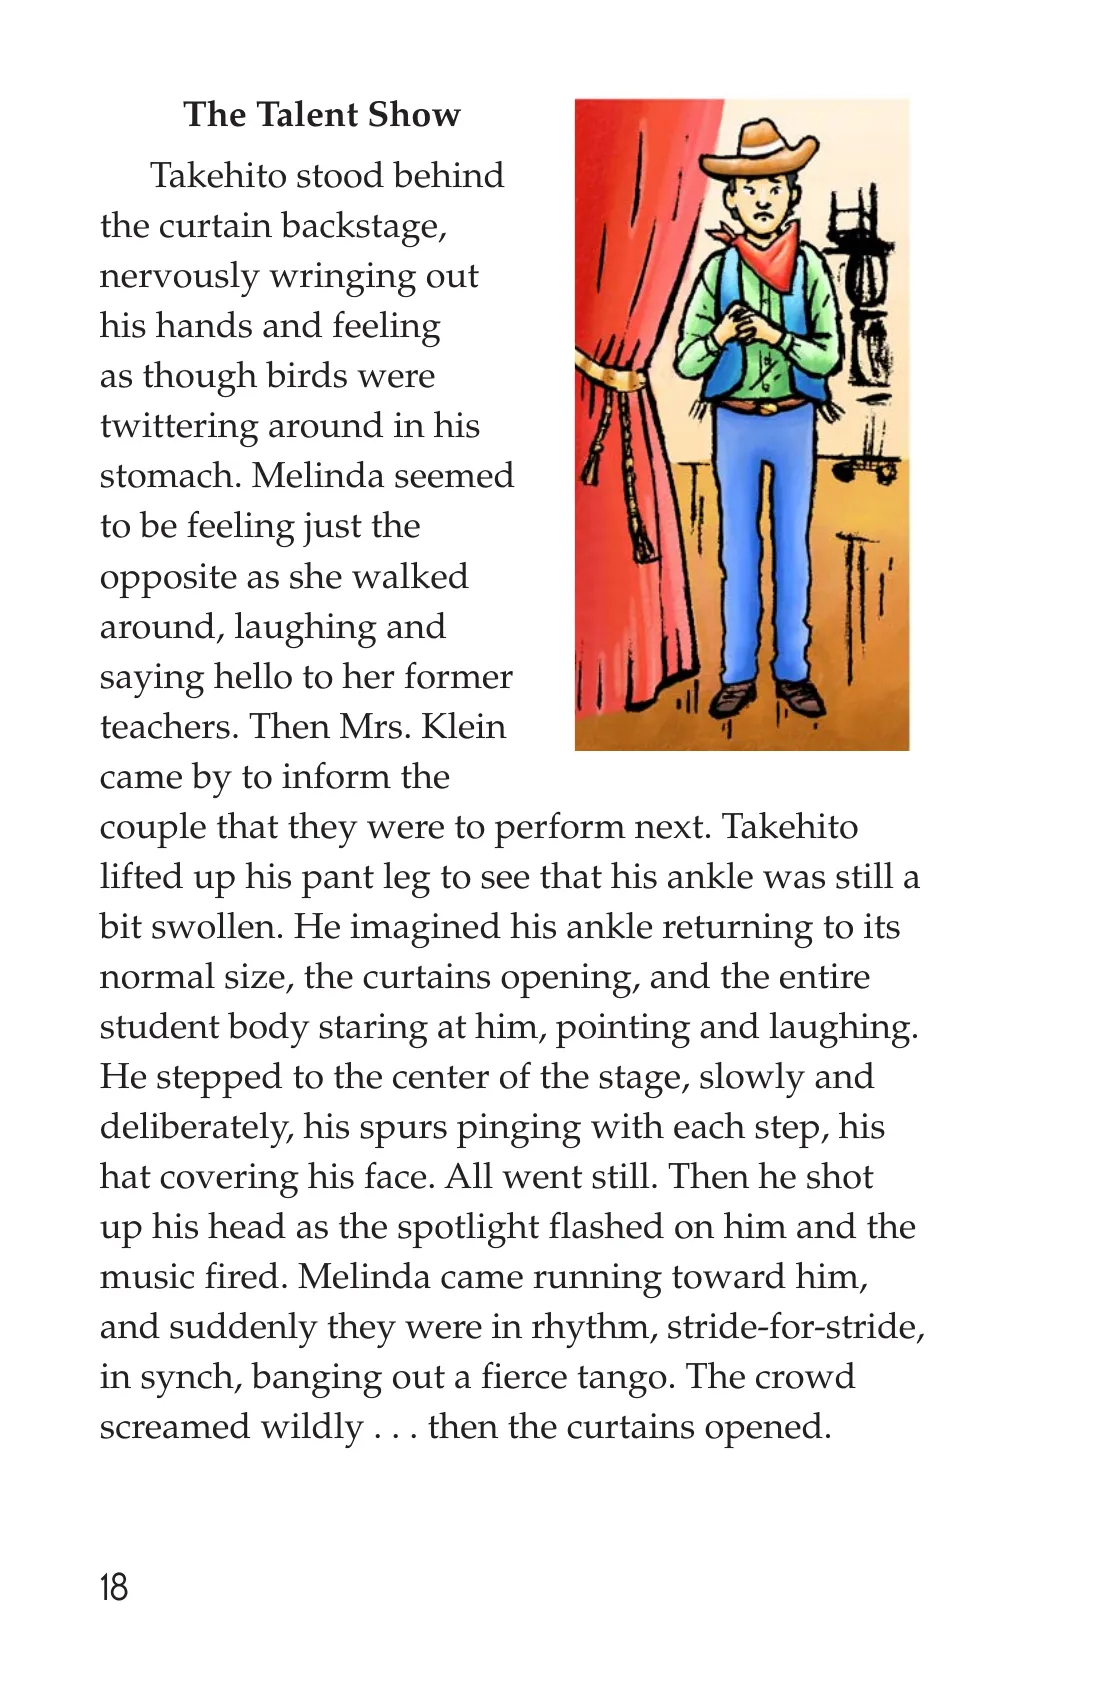 The Talent Show
Takehito stood behind
the curtain backstage,
nervously wringing out
his hands and feeling
as though birds were
twittering around in his
stomach. Melinda seemed
to be feeling just the
opposite as she walked
around, laughing and
saying hello to her former
teachers. Then Mrs. Klein
came by to inform the
couple that they were to perform next. Takehito
lifted up his pant leg to see that his ankle was still a
bit swollen. He imagined his ankle returning to its
normal size, the curtains opening, and the entire
student body staring at him, pointing and laughing.
He stepped to the center of the stage, slowly and
deliberately, his spurs pinging with each step, his
hat covering his face. All went still. Then he shot
up his head as the spotlight flashed on him and the
music fired. Melinda came running toward him,
and suddenly they were in rhythm, stride-for-stride,
in synch, banging out a fierce tango. The crowd
screamed wildly . . . then the curtains opened.
18